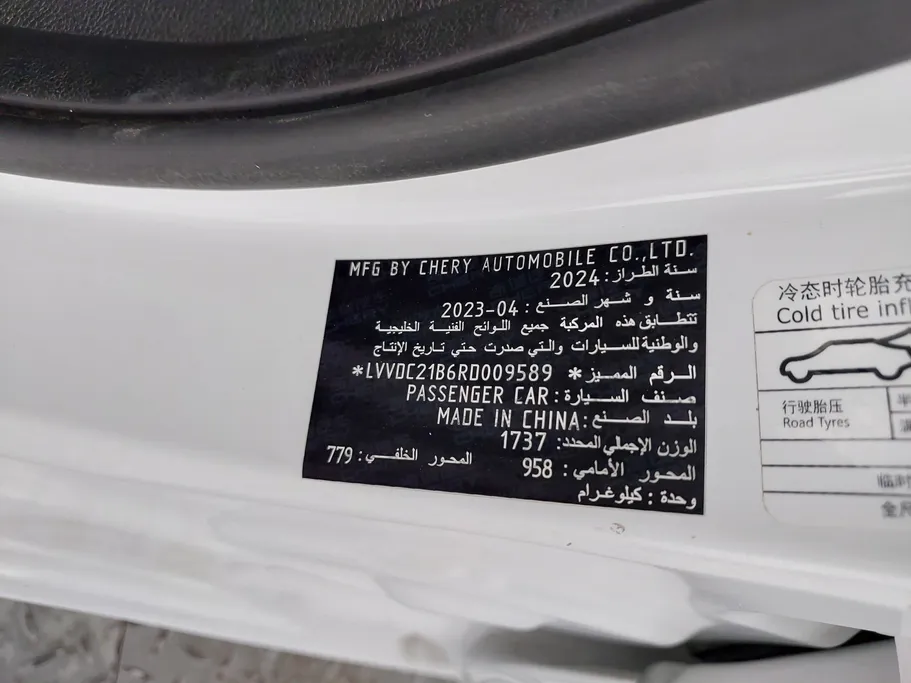 MFG BY CHERY AUTOMOBILE CO.,LTD.
سنة الطراز: 2024
سنة و شهر الصنع: 2023-04
تتطابق هذه المركبة جميع اللوائح الفنية الخليجية
والوطنية للسيارات والتي صدرت حتي تاريخ الإنتاج
الرقم المميز: *LVVDC21B6RD009589*
صنف السيارة: PASSENGER CAR
بلد الصنع: MADE IN CHINA
الوزن الإجمالي المحدد: 1737
المحور الأمامي: 958 المحور الخلفي: 779
وحدة: كيلوغرام
冷态时轮胎充
Cold tire infl
行驶胎压
Road Tyres
临时